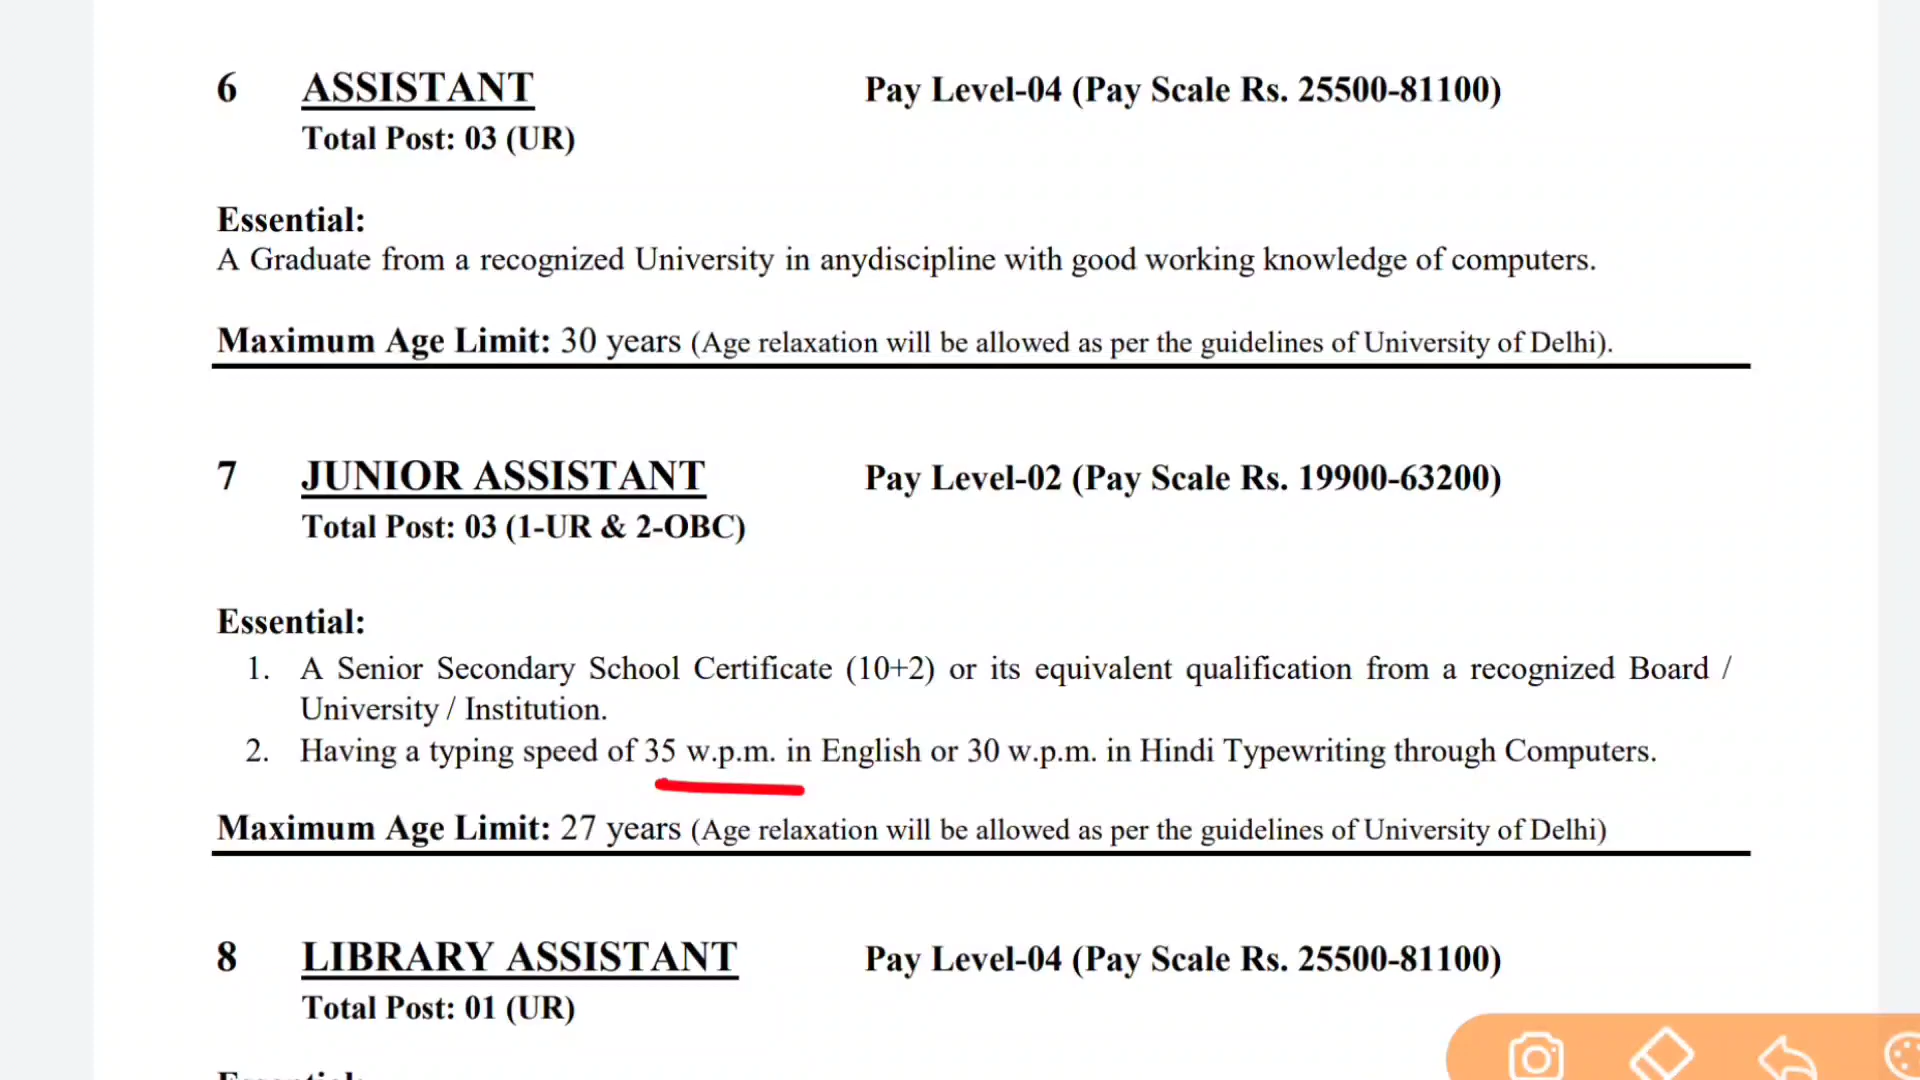 6 ASSISTANT Pay Level-04 (Pay Scale Rs. 25500-81100)
Total Post: 03 (UR)
Essential:
A Graduate from a recognized University in anydiscipline with good working knowledge of computers.
Maximum Age Limit: 30 years (Age relaxation will be allowed as per the guidelines of University of Delhi).
7 JUNIOR ASSISTANT Pay Level-02 (Pay Scale Rs. 19900-63200)
Total Post: 03 (1-UR & 2-OBC)
Essential:
1. A Senior Secondary School Certificate (10+2) or its equivalent qualification from a recognized Board /
University / Institution.
2. Having a typing speed of 35 w.p.m. in English or 30 w.p.m. in Hindi Typewriting through Computers.
Maximum Age Limit: 27 years (Age relaxation will be allowed as per the guidelines of University of Delhi)
8 LIBRARY ASSISTANT Pay Level-04 (Pay Scale Rs. 25500-81100)
Total Post: 01 (UR)